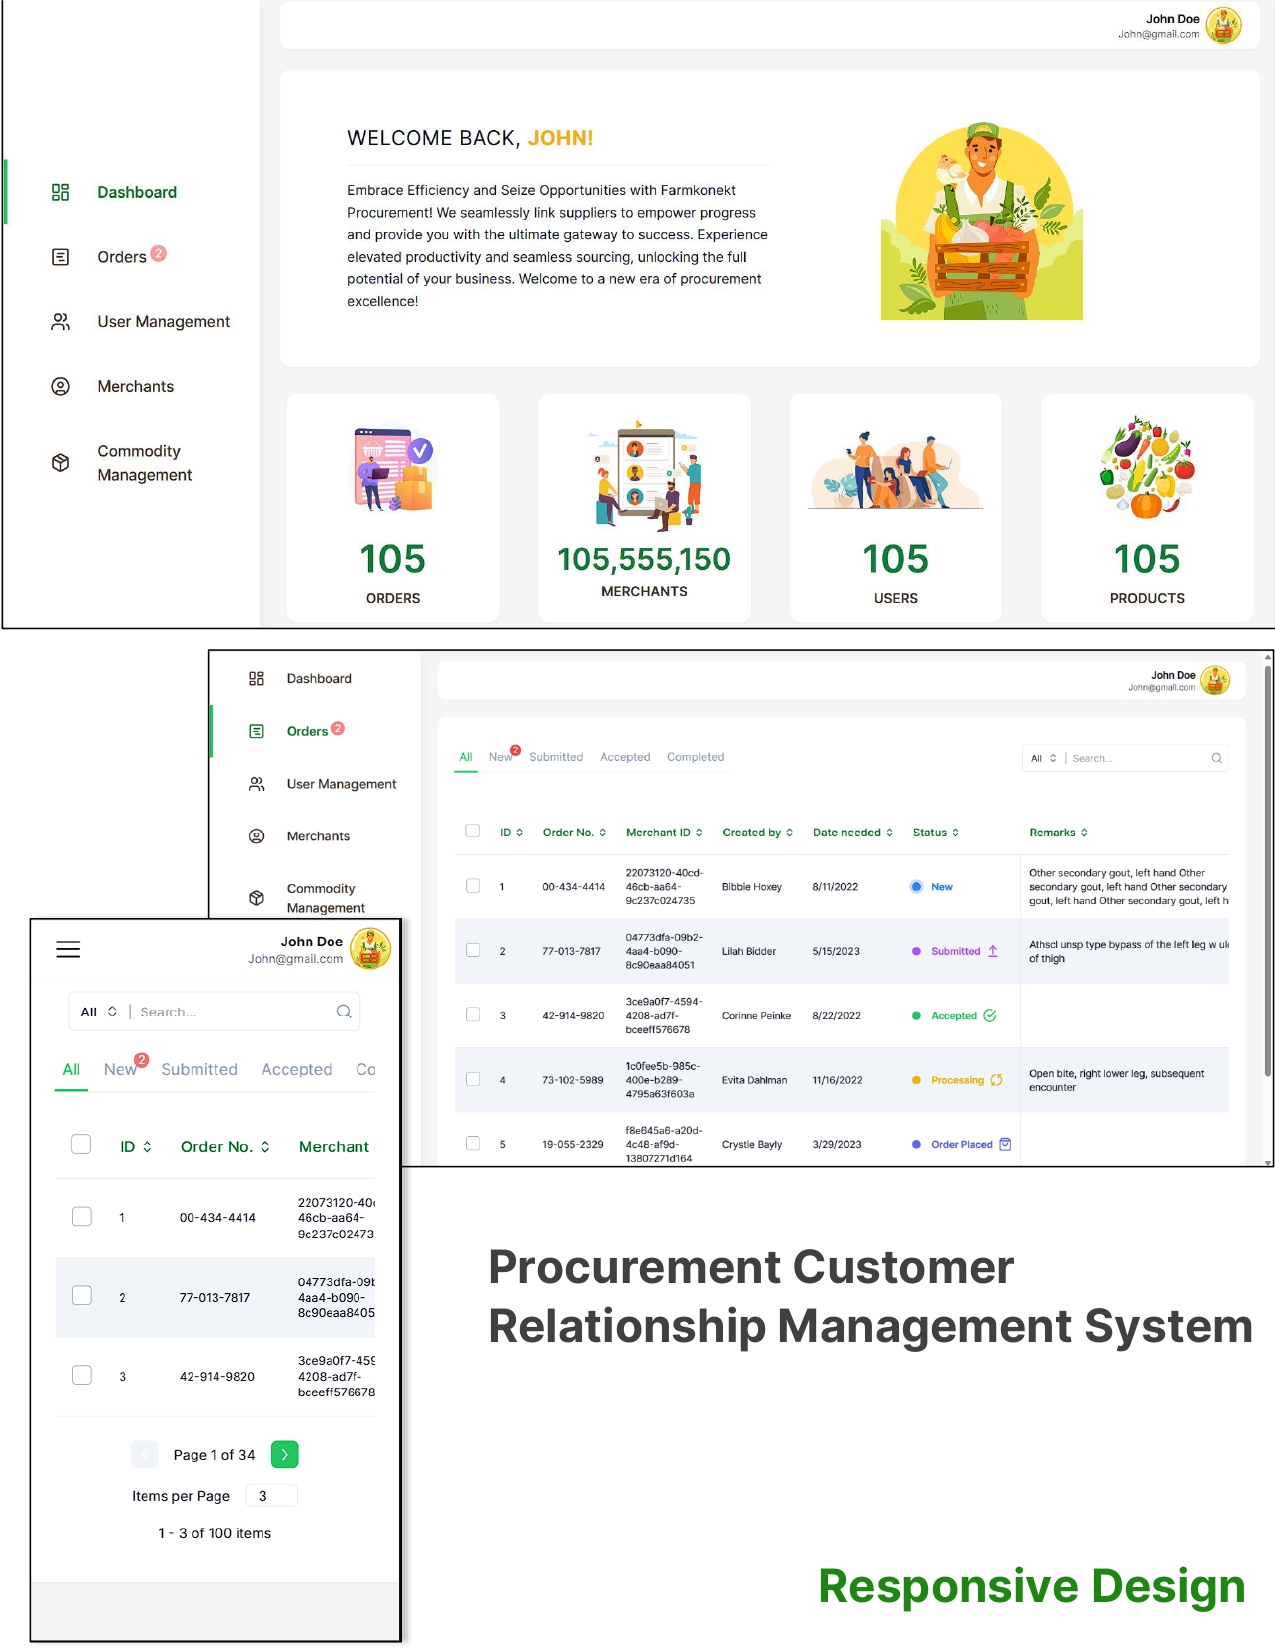 John Doe
John@gmail.com
Dashboard
Orders 2
User Management
Merchants
Commodity
Management
WELCOME BACK, JOHN!
Embrace Efficiency and Seize Opportunities with Farmkonekt
Procurement! We seamlessly link suppliers to empower progress
and provide you with the ultimate gateway to success. Experience
elevated productivity and seamless sourcing, unlocking the full
potential of your business. Welcome to a new era of procurement
excellence!
105
ORDERS
105,555,150
MERCHANTS
105
USERS
105
PRODUCTS
Dashboard
Orders 2
User Management
Merchants
Commodity
Management
John Doe
John@gmail.com
All New 2 Submitted Accepted Completed
All | Search...
ID Order No. Merchant ID Created by Date needed Status Remarks
1 00-434-4414 22073120-40cd-
46cb-aa64-
9c237c024735 Bibbie Hoxey 8/11/2022 New Other secondary gout, left hand Other
secondary gout, left hand Other secondary
gout, left hand Other secondary gout, left h
2 77-013-7817 04773dfa-09b2-
4aa4-b090-
8c90eaa84051 Lilah Bidder 5/15/2023 Submitted Athscl unsp type bypass of the left leg w ulc
of thigh
3 42-914-9820 3ce9a0f7-4594-
4208-ad7f-
bceeff576678 Corinne Peinke 8/22/2022 Accepted
4 73-102-5989 1c0fee5b-985c-
400e-b289-
4795a63f603a Evita Dahlman 11/16/2022 Processing Open bite, right lower leg, subsequent
encounter
5 19-055-2329 f8e645a6-a20d-
4c48-af9d-
13807271d164 Crystie Bayly 3/29/2023 Order Placed
John Doe
John@gmail.com
All | Search...
All New 2 Submitted Accepted Co
ID Order No. Merchant
1 00-434-4414 22073120-40c
46cb-aa64-
9c237c02473
2 77-013-7817 04773dfa-09b
4aa4-b090-
8c90eaa8405
3 42-914-9820 3ce9a0f7-459
4208-ad7f-
bceeff576678
Page 1 of 34
Items per Page 3
1 - 3 of 100 items
Procurement Customer
Relationship Management System
Responsive Design